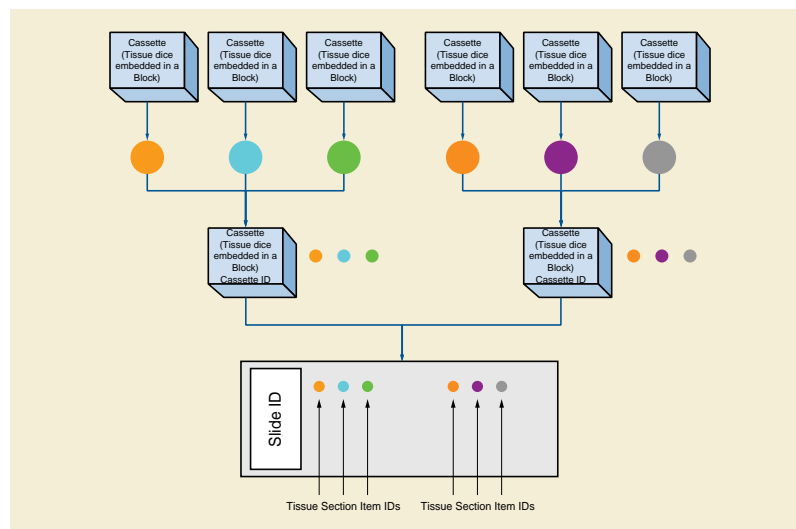 Cassette
(Tissue dice
embedded in a
Block)
Cassette
(Tissue dice
embedded in a
Block)
Cassette
(Tissue dice
embedded in a
Block)
Cassette
(Tissue dice
embedded in a
Block)
Cassette
(Tissue dice
embedded in a
Block)
Cassette
(Tissue dice
embedded in a
Block)
Cassette
(Tissue dice
embedded in a
Block)
Cassette ID
Cassette
(Tissue dice
embedded in a
Block)
Cassette ID
Slide ID
Tissue Section Item IDs
Tissue Section Item IDs